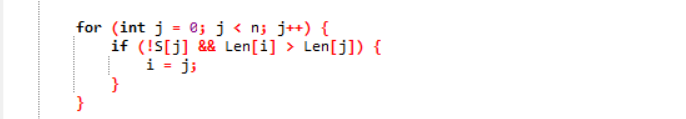 for (int j = 0; j < n; j++) {
if (!S[j] && Len[i] > Len[j]) {
i = j;
}
}